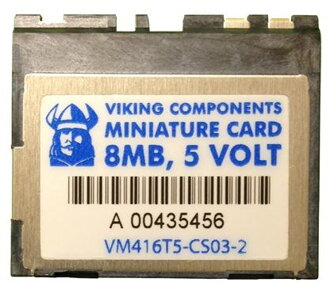 VIKING COMPONENTS
MINIATURE CARD
8MB, 5 VOLT
A 00435456
VM416T5-CS03-2